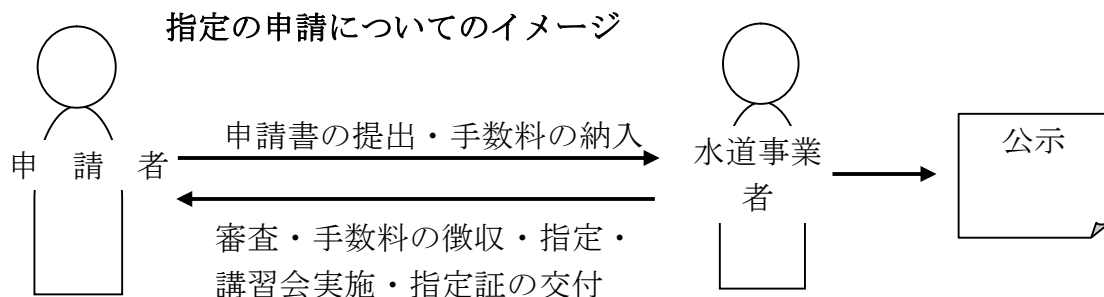 指定の申請についてのイメージ
申請書の提出・手数料の納入
申　請　者
水道事業
者
公示
審査・手数料の徴収・指定・
講習会実施・指定証の交付